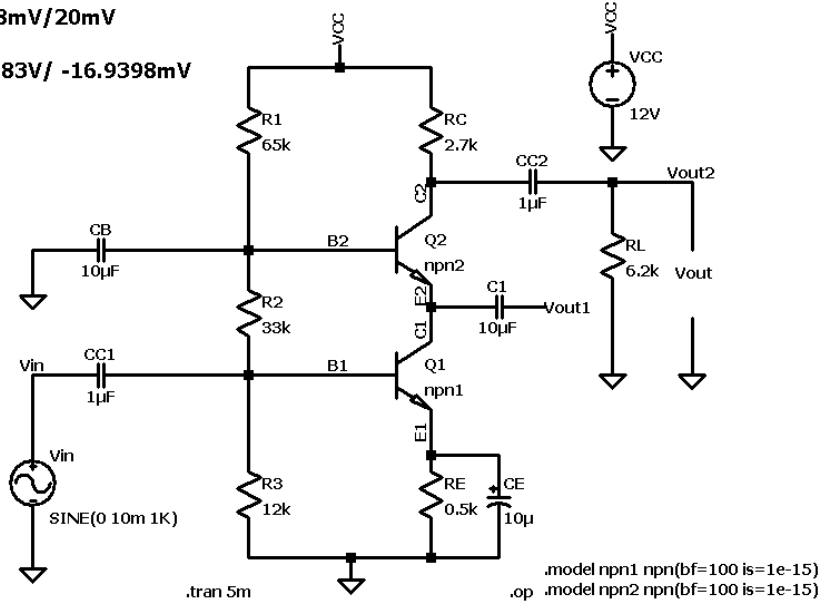 3mV/20mV
83V/ -16.9398mV
VCC
VCC
VCC
12V
R1
65k
RC
2.7k
CC2
1µF
Vout2
C2
CB
10µF
B2
Q2
npn2
RL
6.2k
Vout
E2
C1
10µF
Vout1
R2
33k
C1
Vin
CC1
1µF
B1
Q1
npn1
E1
Vin
SINE(0 10m 1K)
R3
12k
RE
0.5k
CE
10µ
.tran 5m
.op
.model npn1 npn(bf=100 is=1e-15)
.model npn2 npn(bf=100 is=1e-15)